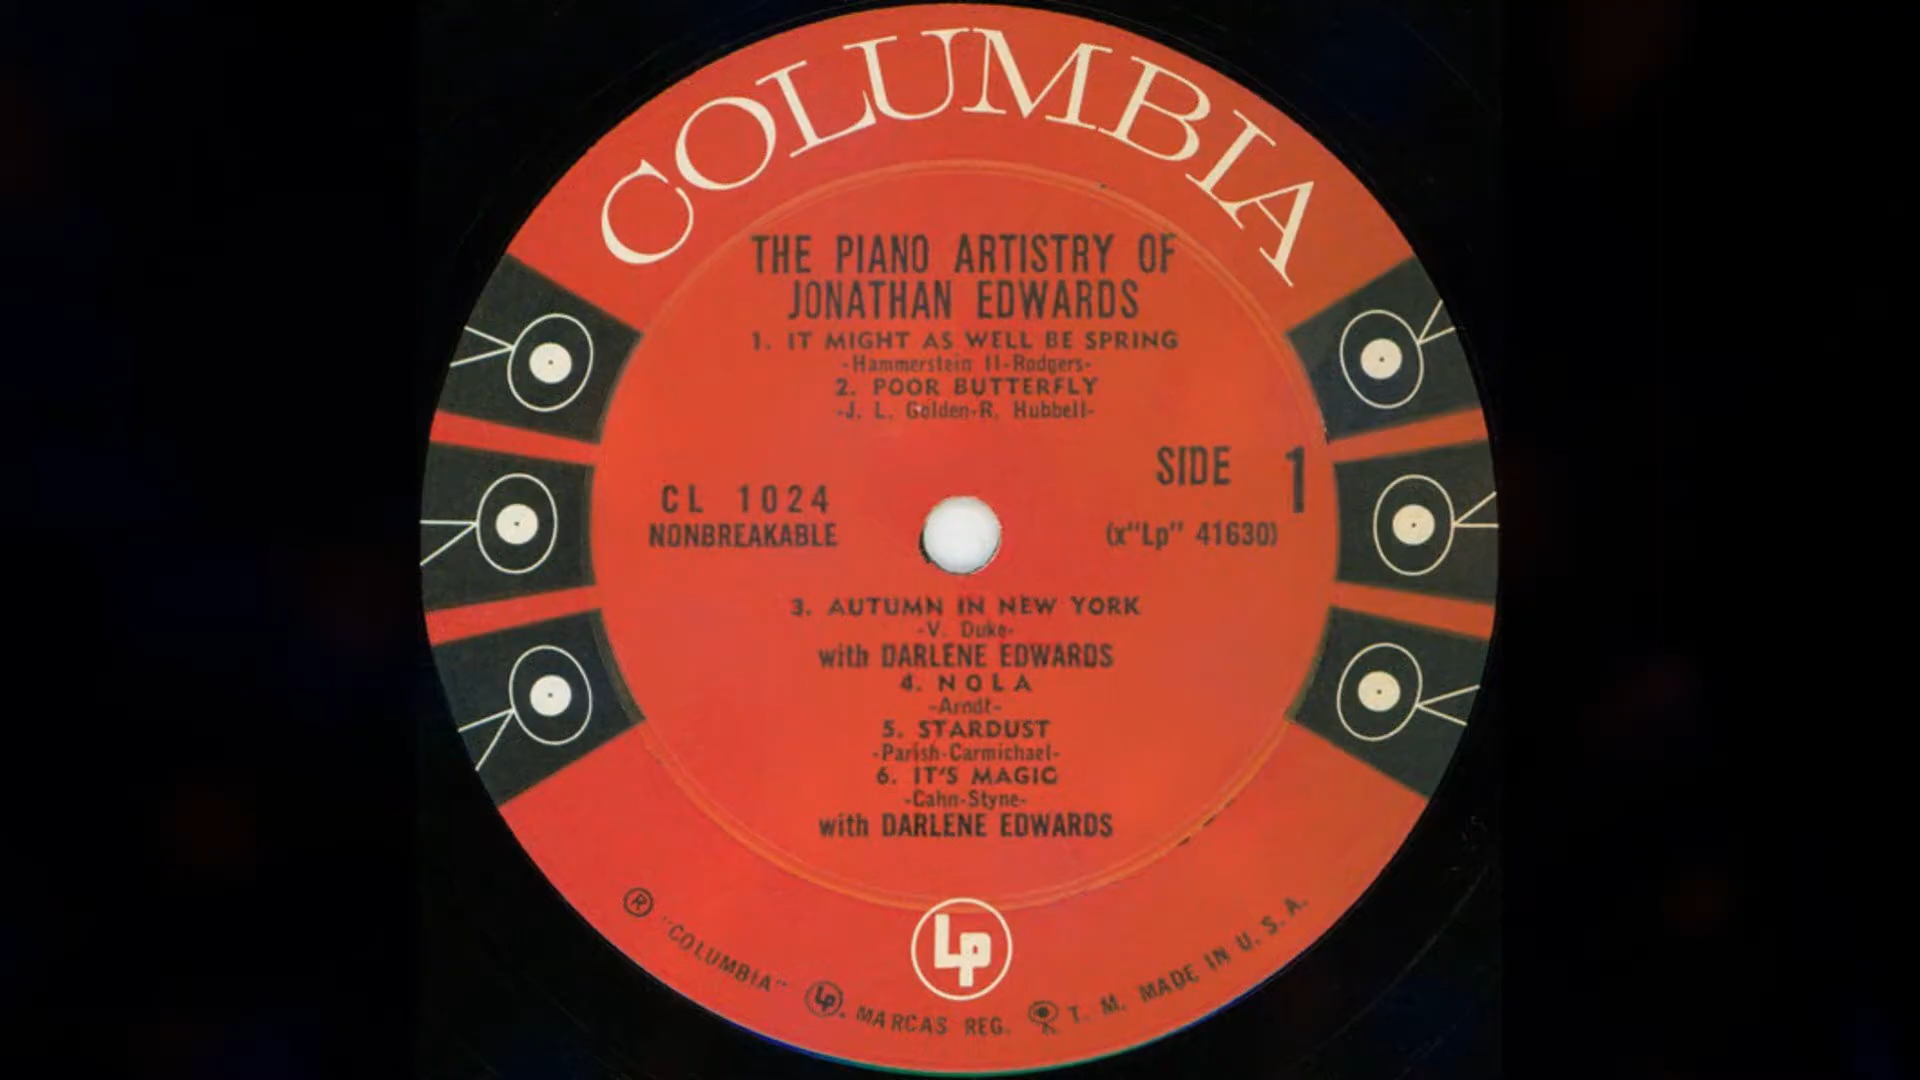 COLUMBIA
THE PIANO ARTISTRY OF
JONATHAN EDWARDS
1. IT MIGHT AS WELL BE SPRING
-Hammerstein II-Rodgers-
2. POOR BUTTERFLY
-J. L. Golden-R. Hubbell-
SIDE 1
CL 1024
NONBREAKABLE
(x"Lp" 41630)
3. AUTUMN IN NEW YORK
-V. Duke-
with DARLENE EDWARDS
4. NOLA
-Arndt-
5. STARDUST
-Parish-Carmichael-
6. IT'S MAGIC
-Cahn-Styne-
with DARLENE EDWARDS
Lp
® "COLUMBIA" Lp. MARCAS REG. T. M. MADE IN U. S. A.